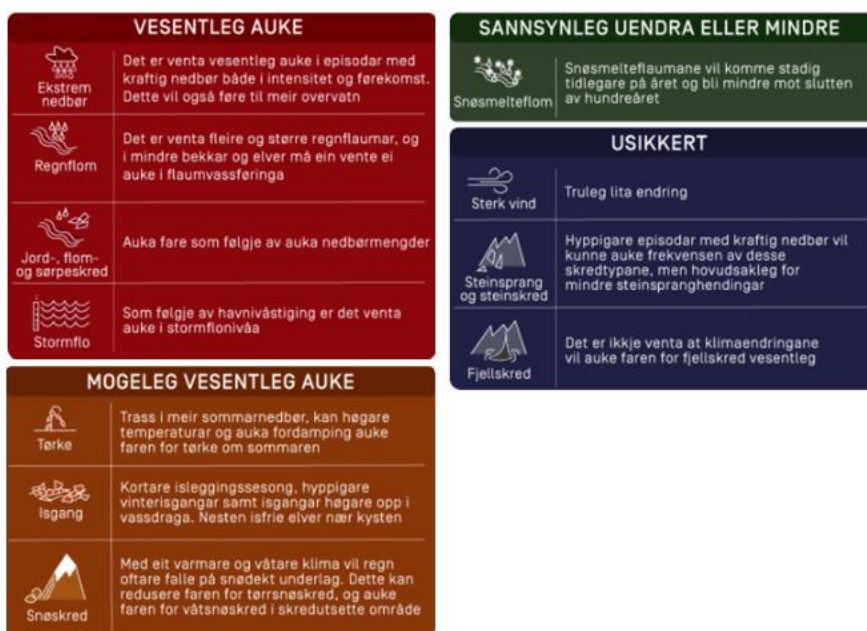 VESENTLEG AUKE
Ekstrem
nedbør
Det er venta vesentleg auke i episodar med
kraftig nedbør både i intensitet og førekomst.
Dette vil også føre til meir overvatn
Regnflom
Det er venta fleire og større regnflaumar, og
i mindre bekkar og elver må ein vente ei
auke i flaumvassføringa
Jord-, flom-
og sørpeskred
Auka fare som følgje av auka nedbørmengder
Stormflo
Som følgje av havnivåstiging er det venta
auke i stormflonivåa
MOGELEG VESENTLEG AUKE
Tørke
Trass i meir sommarnedbør, kan høgare
temperaturar og auka fordamping auke
faren for tørke om sommaren
Isgang
Kortare isleggingssesong, hyppigare
vinterisgangar samt isgangar høgare opp i
vassdraga. Nesten isfrie elver nær kysten
Snøskred
Med eit varmare og våtare klima vil regn
oftare falle på snødekt underlag. Dette kan
redusere faren for tørrsnøskred, og auke
faren for våtsnøskred i skredutsette område
SANNSYNLEG UENDRA ELLER MINDRE
Snøsmelteflom
Snøsmelteflaumane vil komme stadig
tidlegare på året og bli mindre mot slutten
av hundreåret
USIKKERT
Sterk vind
Truleg lita endring
Steinsprang
og steinskred
Hyppigare episodar med kraftig nedbør vil
kunne auke frekvensen av desse
skredtypane, men hovudsakleg for
mindre steinspranghendingar
Fjellskred
Det er ikkje venta at klimaendringane
vil auke faren for fjellskred vesentleg